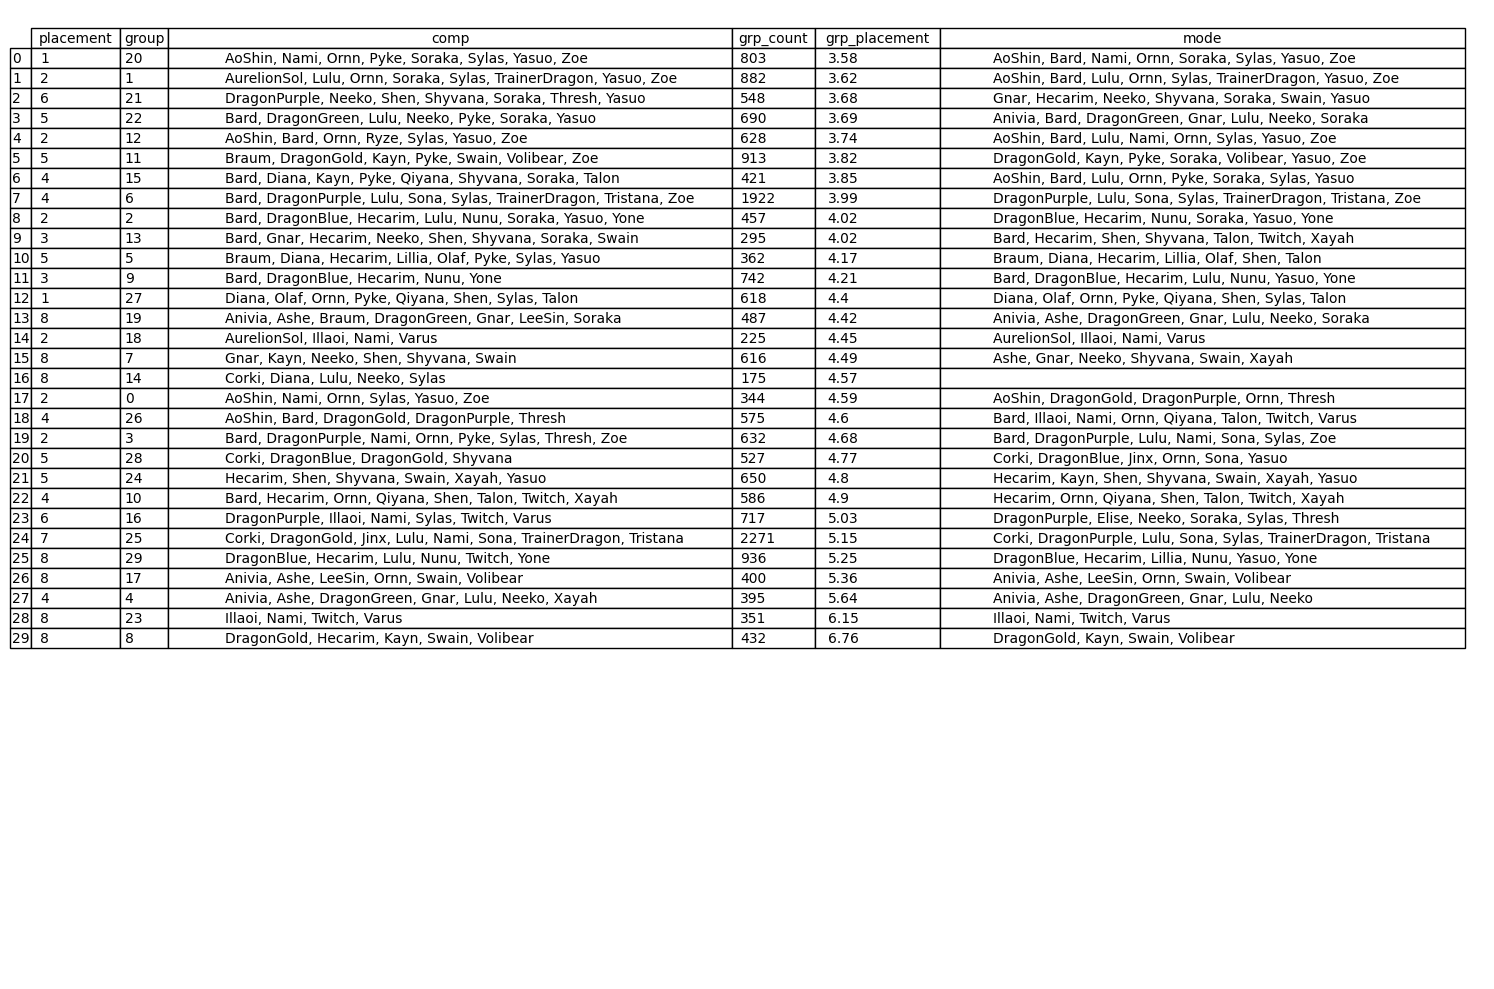 placement group comp grp_count grp_placement mode
0 1 20 AoShin, Nami, Ornn, Pyke, Soraka, Sylas, Yasuo, Zoe 803 3.58 AoShin, Bard, Nami, Ornn, Soraka, Sylas, Yasuo, Zoe
1 2 1 AurelionSol, Lulu, Ornn, Soraka, Sylas, TrainerDragon, Yasuo, Zoe 882 3.62 AoShin, Bard, Lulu, Ornn, Sylas, TrainerDragon, Yasuo, Zoe
2 6 21 DragonPurple, Neeko, Shen, Shyvana, Soraka, Thresh, Yasuo 548 3.68 Gnar, Hecarim, Neeko, Shyvana, Soraka, Swain, Yasuo
3 5 22 Bard, DragonGreen, Lulu, Neeko, Pyke, Soraka, Yasuo 690 3.69 Anivia, Bard, DragonGreen, Gnar, Lulu, Neeko, Soraka
4 2 12 AoShin, Bard, Ornn, Ryze, Sylas, Yasuo, Zoe 628 3.74 AoShin, Bard, Lulu, Nami, Ornn, Sylas, Yasuo, Zoe
5 5 11 Braum, DragonGold, Kayn, Pyke, Swain, Volibear, Zoe 913 3.82 DragonGold, Kayn, Pyke, Soraka, Volibear, Yasuo, Zoe
6 4 15 Bard, Diana, Kayn, Pyke, Qiyana, Shyvana, Soraka, Talon 421 3.85 AoShin, Bard, Lulu, Ornn, Pyke, Soraka, Sylas, Yasuo
7 4 6 Bard, DragonPurple, Lulu, Sona, Sylas, TrainerDragon, Tristana, Zoe 1922 3.99 DragonPurple, Lulu, Sona, Sylas, TrainerDragon, Tristana, Zoe
8 2 2 Bard, DragonBlue, Hecarim, Lulu, Nunu, Soraka, Yasuo, Yone 457 4.02 DragonBlue, Hecarim, Nunu, Soraka, Yasuo, Yone
9 3 13 Bard, Gnar, Hecarim, Neeko, Shen, Shyvana, Soraka, Swain 295 4.02 Bard, Hecarim, Shen, Shyvana, Talon, Twitch, Xayah
10 5 5 Braum, Diana, Hecarim, Lillia, Olaf, Pyke, Sylas, Yasuo 362 4.17 Braum, Diana, Hecarim, Lillia, Olaf, Shen, Talon
11 3 9 Bard, DragonBlue, Hecarim, Nunu, Yone 742 4.21 Bard, DragonBlue, Hecarim, Lulu, Nunu, Yasuo, Yone
12 1 27 Diana, Olaf, Ornn, Pyke, Qiyana, Shen, Sylas, Talon 618 4.4 Diana, Olaf, Ornn, Pyke, Qiyana, Shen, Sylas, Talon
13 8 19 Anivia, Ashe, Braum, DragonGreen, Gnar, LeeSin, Soraka 487 4.42 Anivia, Ashe, DragonGreen, Gnar, Lulu, Neeko, Soraka
14 2 18 AurelionSol, Illaoi, Nami, Varus 225 4.45 AurelionSol, Illaoi, Nami, Varus
15 8 7 Gnar, Kayn, Neeko, Shen, Shyvana, Swain 616 4.49 Ashe, Gnar, Neeko, Shyvana, Swain, Xayah
16 8 14 Corki, Diana, Lulu, Neeko, Sylas 175 4.57
17 2 0 AoShin, Nami, Ornn, Sylas, Yasuo, Zoe 344 4.59 AoShin, DragonGold, DragonPurple, Ornn, Thresh
18 4 26 AoShin, Bard, DragonGold, DragonPurple, Thresh 575 4.6 Bard, Illaoi, Nami, Ornn, Qiyana, Talon, Twitch, Varus
19 2 3 Bard, DragonPurple, Nami, Ornn, Pyke, Sylas, Thresh, Zoe 632 4.68 Bard, DragonPurple, Lulu, Nami, Sona, Sylas, Zoe
20 5 28 Corki, DragonBlue, DragonGold, Shyvana 527 4.77 Corki, DragonBlue, Jinx, Ornn, Sona, Yasuo
21 5 24 Hecarim, Shen, Shyvana, Swain, Xayah, Yasuo 650 4.8 Hecarim, Kayn, Shen, Shyvana, Swain, Xayah, Yasuo
22 4 10 Bard, Hecarim, Ornn, Qiyana, Shen, Talon, Twitch, Xayah 586 4.9 Hecarim, Ornn, Qiyana, Shen, Talon, Twitch, Xayah
23 6 16 DragonPurple, Illaoi, Nami, Sylas, Twitch, Varus 717 5.03 DragonPurple, Elise, Neeko, Soraka, Sylas, Thresh
24 7 25 Corki, DragonGold, Jinx, Lulu, Nami, Sona, TrainerDragon, Tristana 2271 5.15 Corki, DragonPurple, Lulu, Sona, Sylas, TrainerDragon, Tristana
25 8 29 DragonBlue, Hecarim, Lulu, Nunu, Twitch, Yone 936 5.25 DragonBlue, Hecarim, Lillia, Nunu, Yasuo, Yone
26 8 17 Anivia, Ashe, LeeSin, Ornn, Swain, Volibear 400 5.36 Anivia, Ashe, LeeSin, Ornn, Swain, Volibear
27 4 4 Anivia, Ashe, DragonGreen, Gnar, Lulu, Neeko, Xayah 395 5.64 Anivia, Ashe, DragonGreen, Gnar, Lulu, Neeko
28 8 23 Illaoi, Nami, Twitch, Varus 351 6.15 Illaoi, Nami, Twitch, Varus
29 8 8 DragonGold, Hecarim, Kayn, Swain, Volibear 432 6.76 DragonGold, Kayn, Swain, Volibear